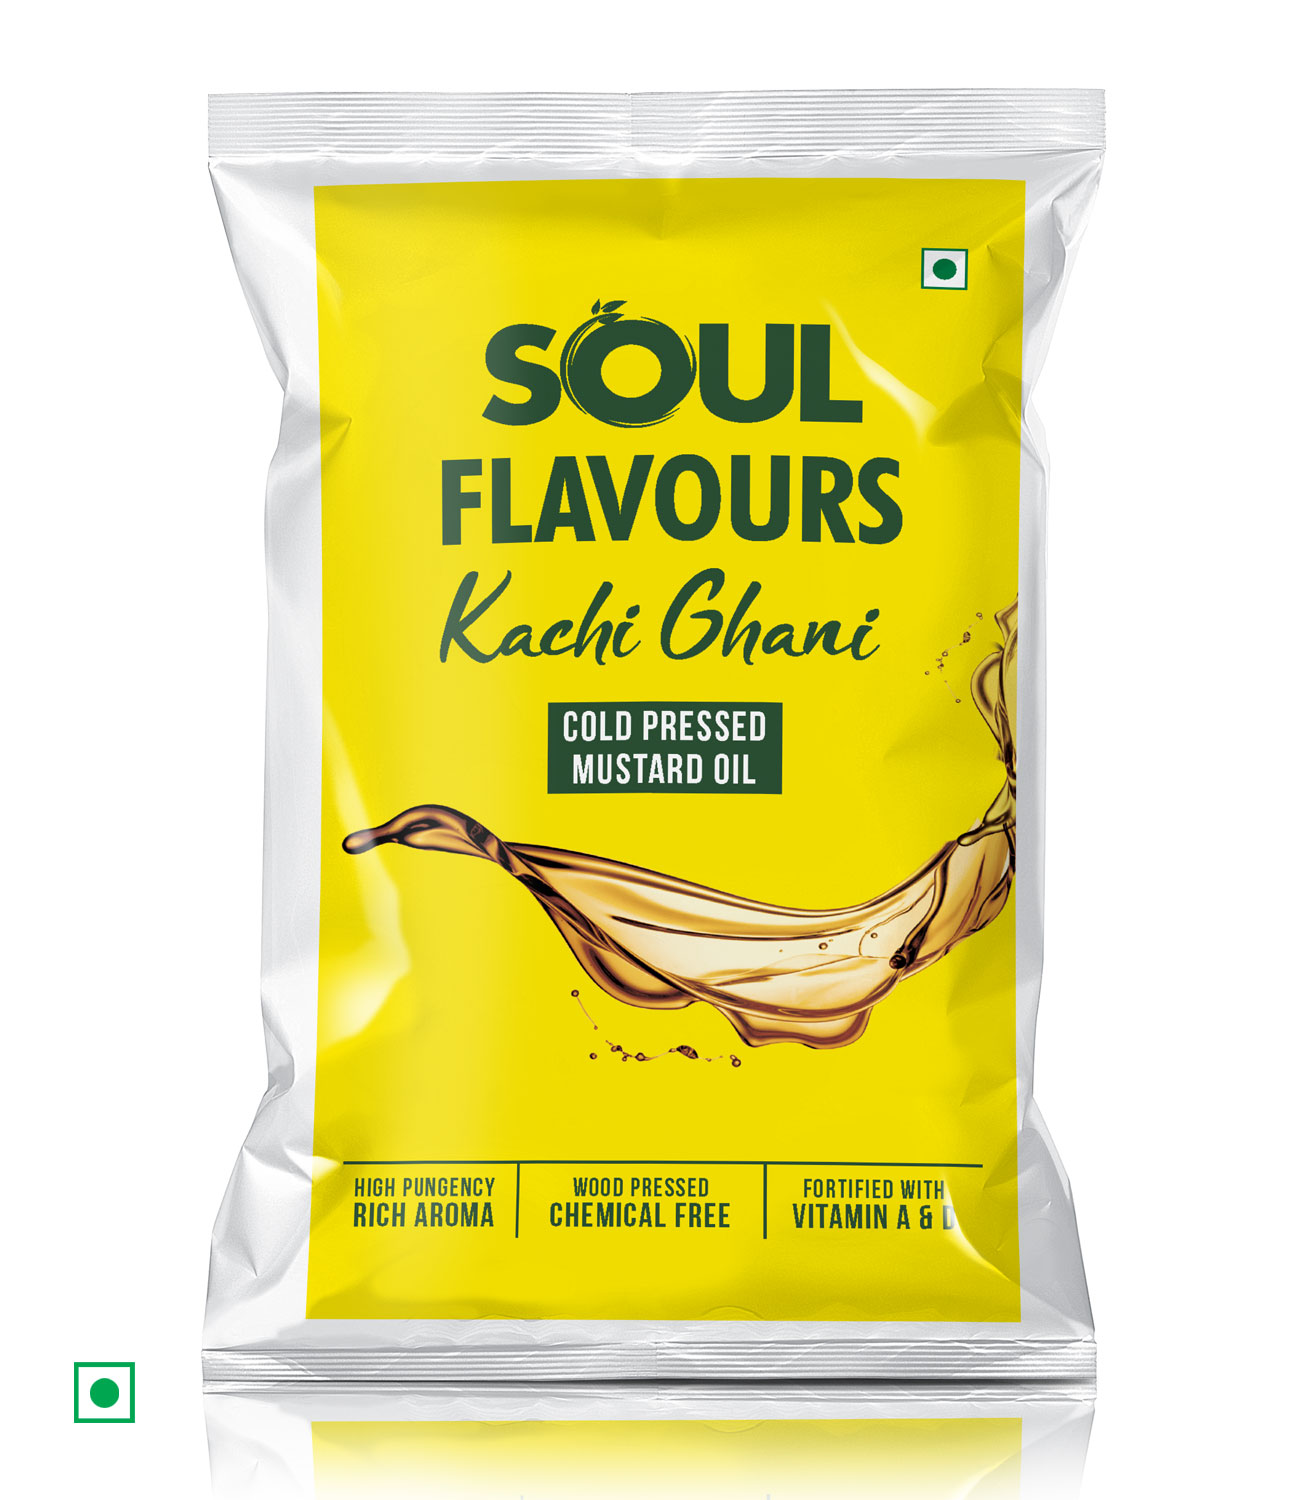 SOUL
FLAVOURS
Kachi Ghani
COLD PRESSED
MUSTARD OIL
HIGH PUNGENCY
RICH AROMA
WOOD PRESSED
CHEMICAL FREE
FORTIFIED WITH
VITAMIN A & D